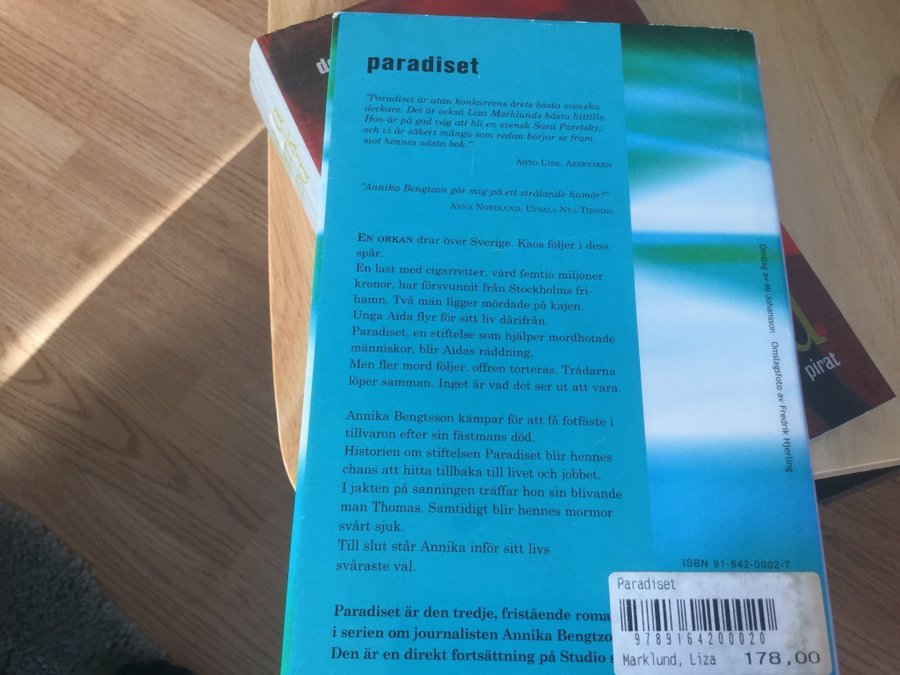 paradiset
"Paradiset är utan konkurrens årets bästa svenska
deckare. Det är också Liza Marklunds bästa hittills.
Hon är på god väg att bli en svensk Sara Paretsky,
och vi är säkert många som redan börjar se fram
mot hennes nästa bok."
Arto Uisk, Arbetaren
"Annika Bengtzon gör mig på ett strålande humör!"
Anna Nordlund, Upsala Nya Tidning
En orkan drar över Sverige. Kaos följer i dess
spår.
En last med cigarretter, värd femtio miljoner
kronor, har försvunnit från Stockholms fri-
hamn. Två män ligger mördade på kajen.
Unga Aida flyr för sitt liv därifrån.
Paradiset, en stiftelse som hjälper mordhotade
människor, blir Aidas räddning.
Men fler mord följer, offren torteras. Trådarna
löper samman. Inget är vad det ser ut att vara.
Annika Bengtsson kämpar för att få fotfäste i
tillvaron efter sin fästmans död.
Historien om stiftelsen Paradiset blir hennes
chans att hitta tillbaka till livet och jobbet.
I jakten på sanningen träffar hon sin blivande
man Thomas. Samtidigt blir hennes mormor
svårt sjuk.
Till slut står Annika inför sitt livs
svåraste val.
Paradiset är den tredje, fristående roma
i serien om journalisten Annika Bengtzo
Den är en direkt fortsättning på Studio s
Omslag av MJ Johansson Omslagsfoto av Fredrik Hjerling
ISBN 91-642-0002-7
Paradiset
9789164200020
Marklund, Liza 178,00
pirat